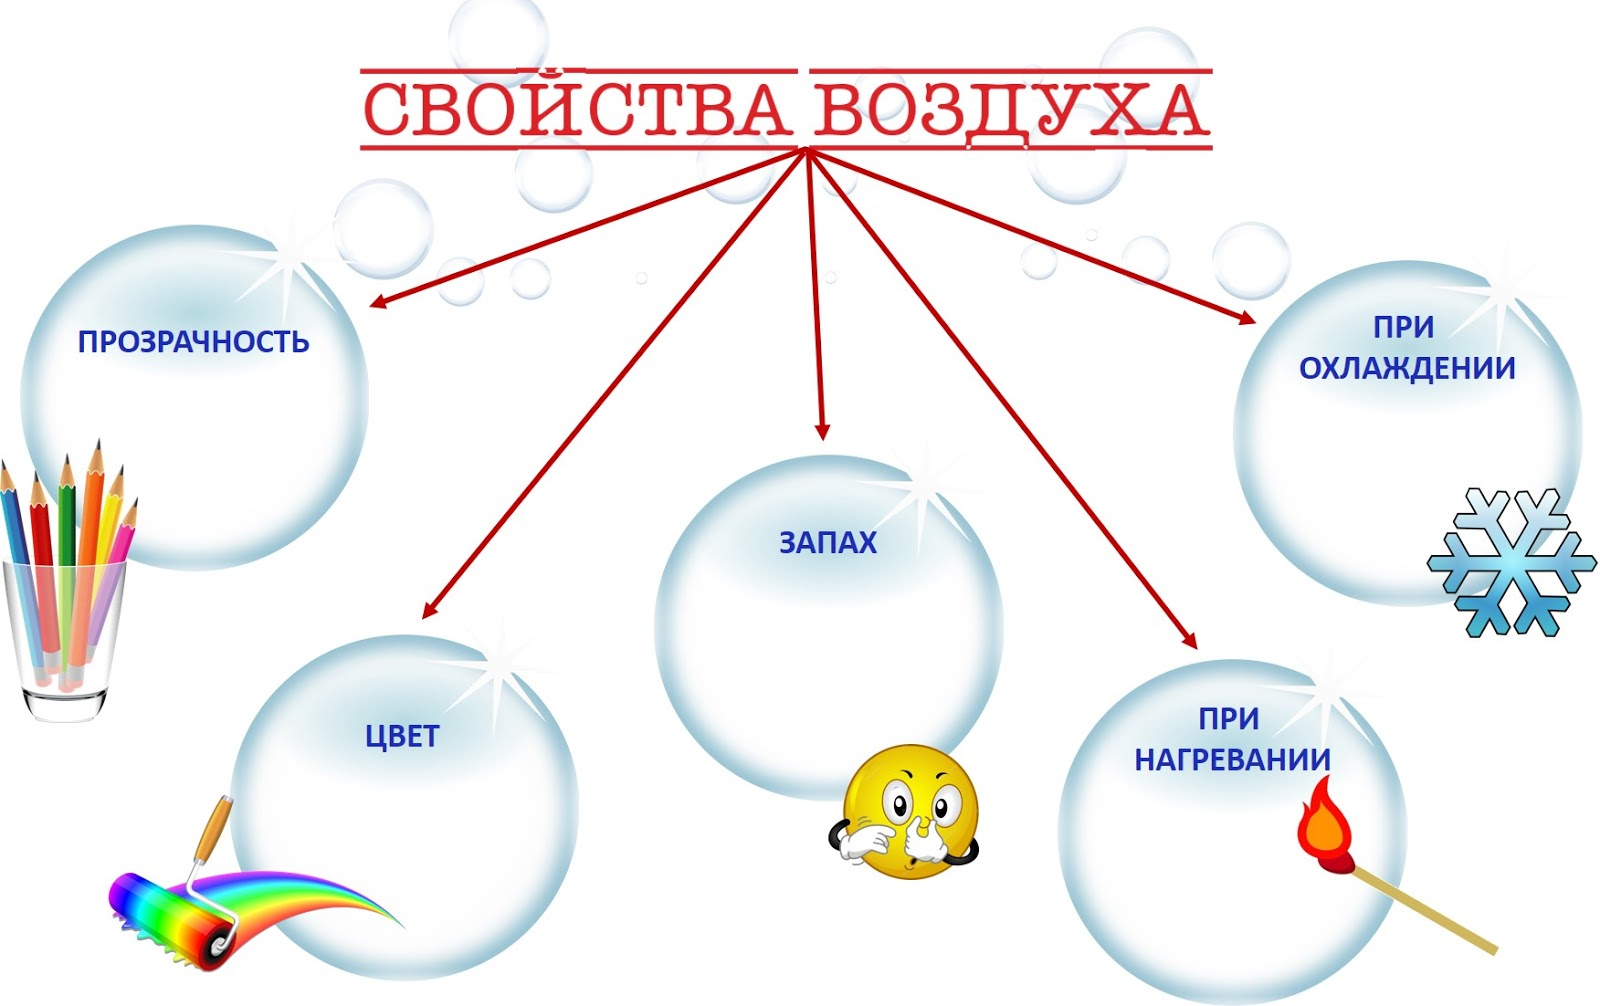 СВОЙСТВА ВОЗДУХА
ПРОЗРАЧНОСТЬ
ЦВЕТ
ЗАПАХ
ПРИ
НАГРЕВАНИИ
ПРИ
ОХЛАЖДЕНИИ